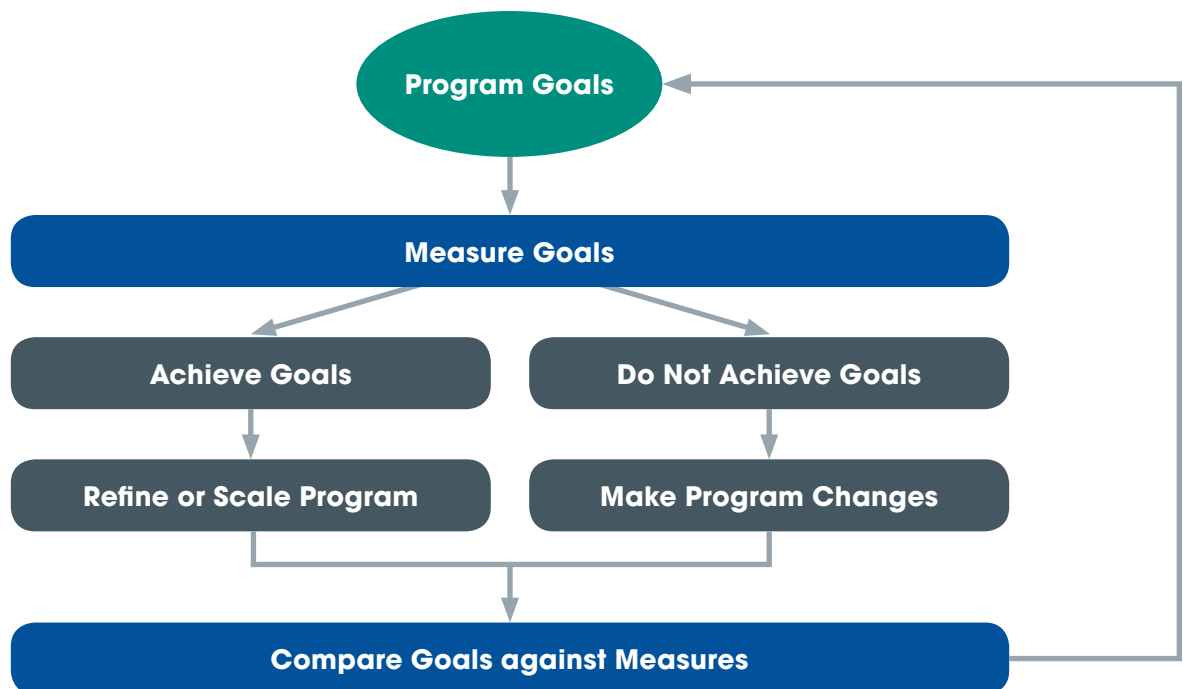 Program Goals
Measure Goals
Achieve Goals
Do Not Achieve Goals
Refine or Scale Program
Make Program Changes
Compare Goals against Measures